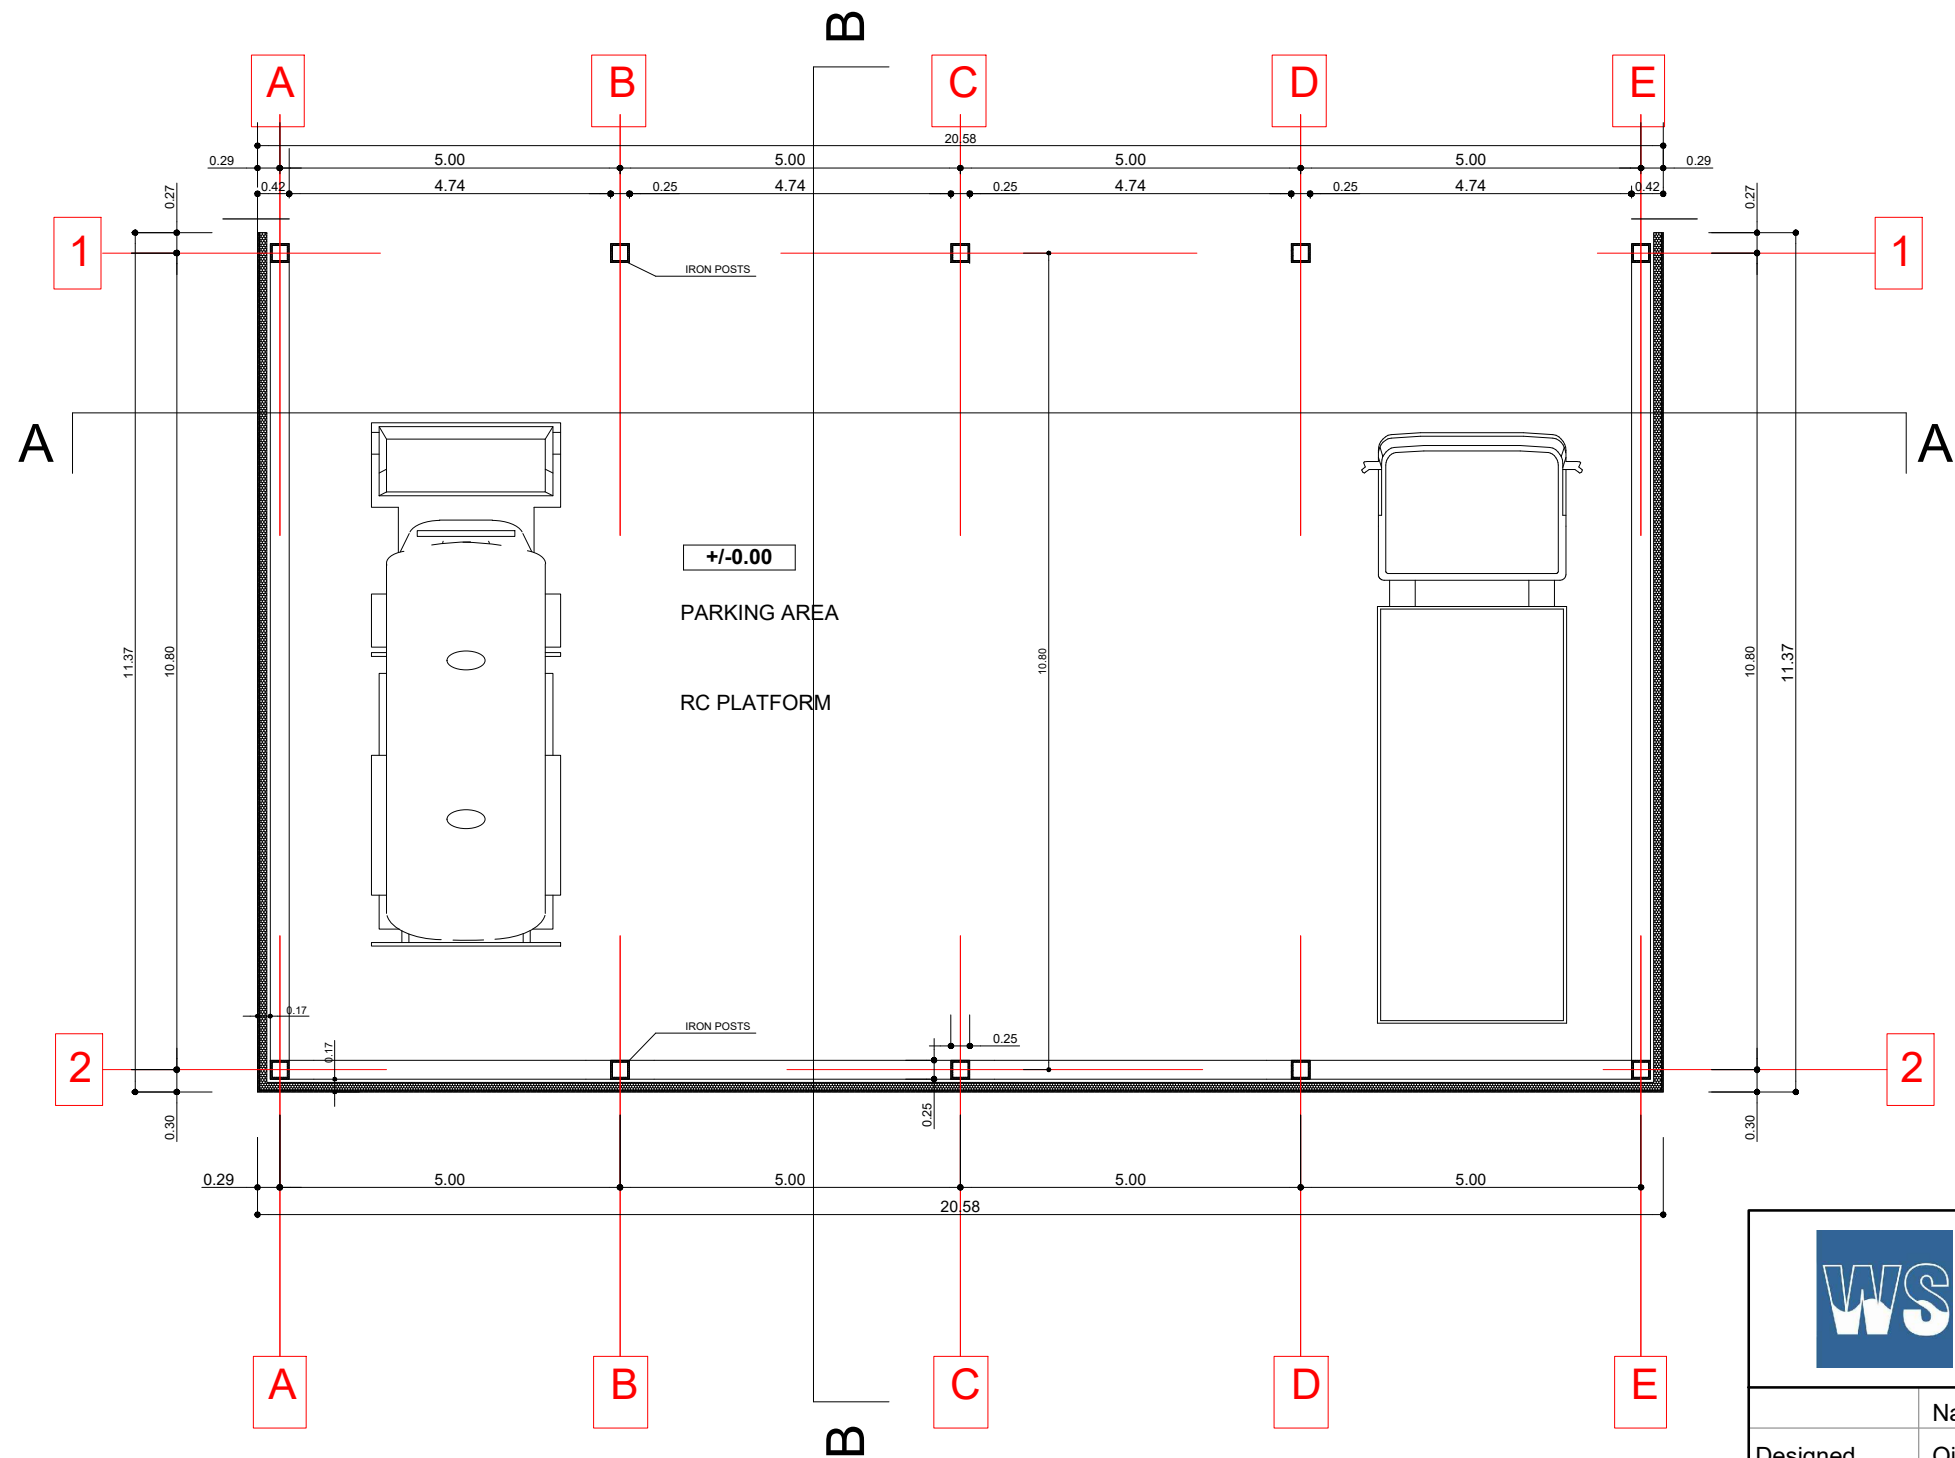 B
A B C D E
20.58
0.29 5.00 5.00 5.00 5.00 0.29
0.42 4.74 0.25 4.74 0.25 4.74 0.25 4.74 0.42
0.27 0.27
1 1
IRON POSTS
A A
+/-0.00
PARKING AREA
11.37 10.80 10.80 10.80 11.37
RC PLATFORM
0.17
IRON POSTS
0.17 0.25
2 2
0.25
0.30 0.30
0.29 5.00 5.00 5.00 5.00
20.58
WS
A B C D E
B